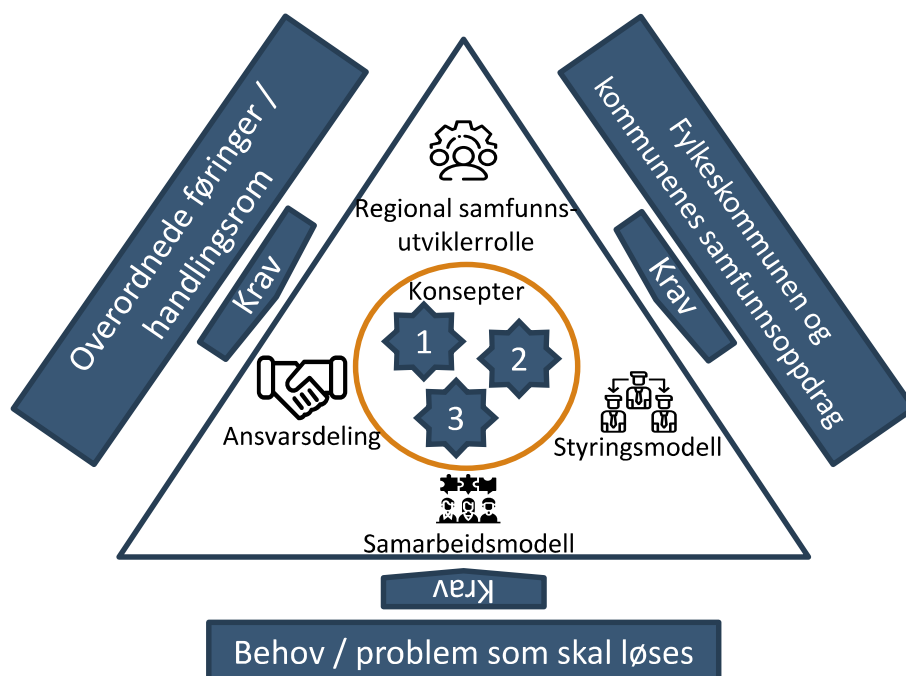 Overordnede føringer /
handlingsrom
Krav
Fylkeskommunen og
kommunenes samfunnsoppdrag
Krav
Regional samfunns-
utviklerrolle
Konsepter
1
2
3
Ansvarsdeling
Styringsmodell
Samarbeidsmodell
Krav
Behov / problem som skal løses